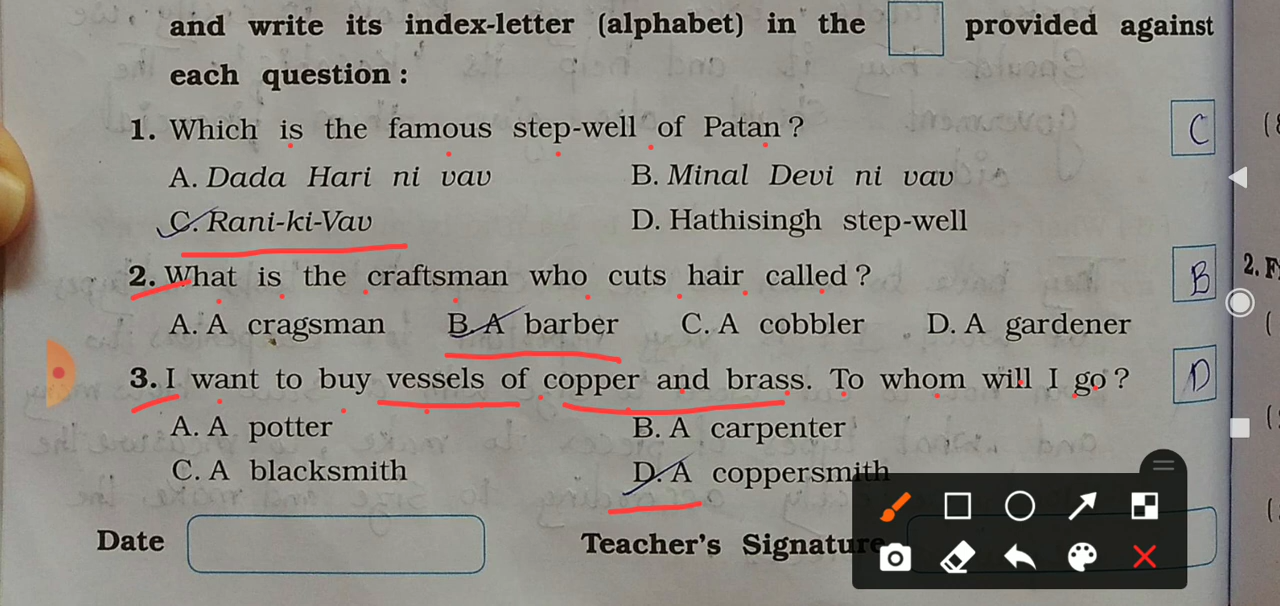 and write its index-letter (alphabet) in the provided against
each question :
1. Which is the famous step-well of Patan ? C
A. Dada Hari ni vav B. Minal Devi ni vav
C. Rani-ki-Vav D. Hathisingh step-well
2. What is the craftsman who cuts hair called ? B
A. A cragsman B. A barber C. A cobbler D. A gardener
3. I want to buy vessels of copper and brass. To whom will I go ? D
A. A potter B. A carpenter
C. A blacksmith D. A coppersmith
Date Teacher's Signature
2. F